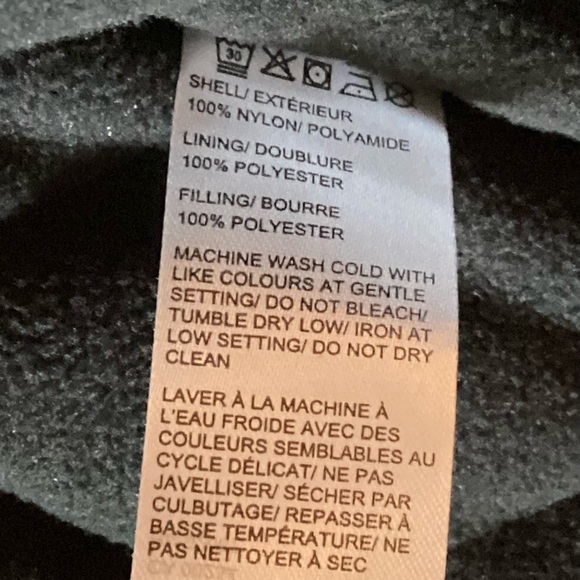 30
SHELL/ EXTÉRIEUR
100% NYLON/ POLYAMIDE
LINING/ DOUBLURE
100% POLYESTER
FILLING/ BOURRE
100% POLYESTER
MACHINE WASH COLD WITH
LIKE COLOURS AT GENTLE
SETTING/ DO NOT BLEACH/
TUMBLE DRY LOW/ IRON AT
LOW SETTING/ DO NOT DRY
CLEAN
LAVER À LA MACHINE À
L'EAU FROIDE AVEC DES
COULEURS SEMBLABLES AU
CYCLE DÉLICAT/ NE PAS
JAVELLISER/ SÉCHER PAR
CULBUTAGE/ REPASSER À
BASSE TEMPÉRATURE/ NE
PAS NETTOYER À SEC